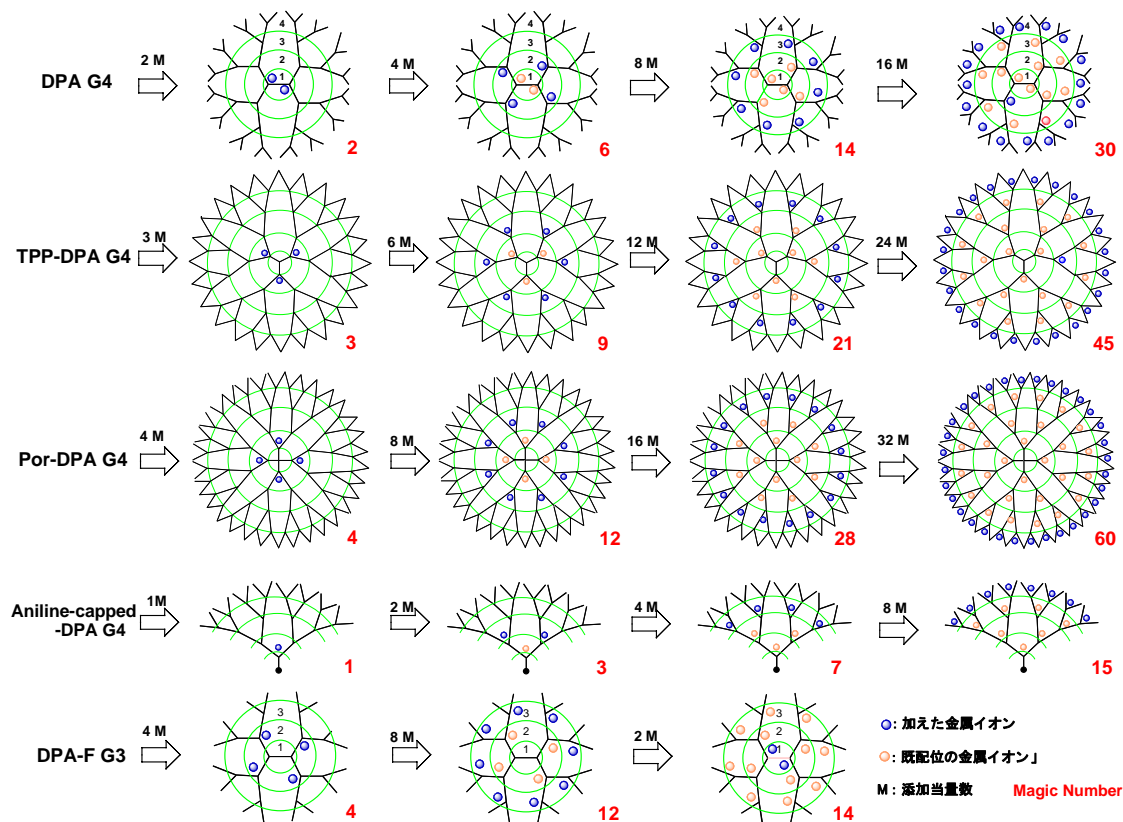 DPA G4
2 M
4
3
2
1
2
4 M
4
3
2
1
6
8 M
4
3
2
1
14
16 M
4
3
2
1
30
TPP-DPA G4
3 M
3
6 M
9
12 M
21
24 M
45
Por-DPA G4
4 M
4
8 M
12
16 M
28
32 M
60
Aniline-capped
-DPA G4
1M
1
2 M
3
4 M
7
8 M
15
DPA-F G3
4 M
3
2
1
4
8 M
3
2
1
12
2 M
3
2
1
14
: 加えた金属イオン
: 既配位の金属イオン」
M : 添加当量数
Magic Number